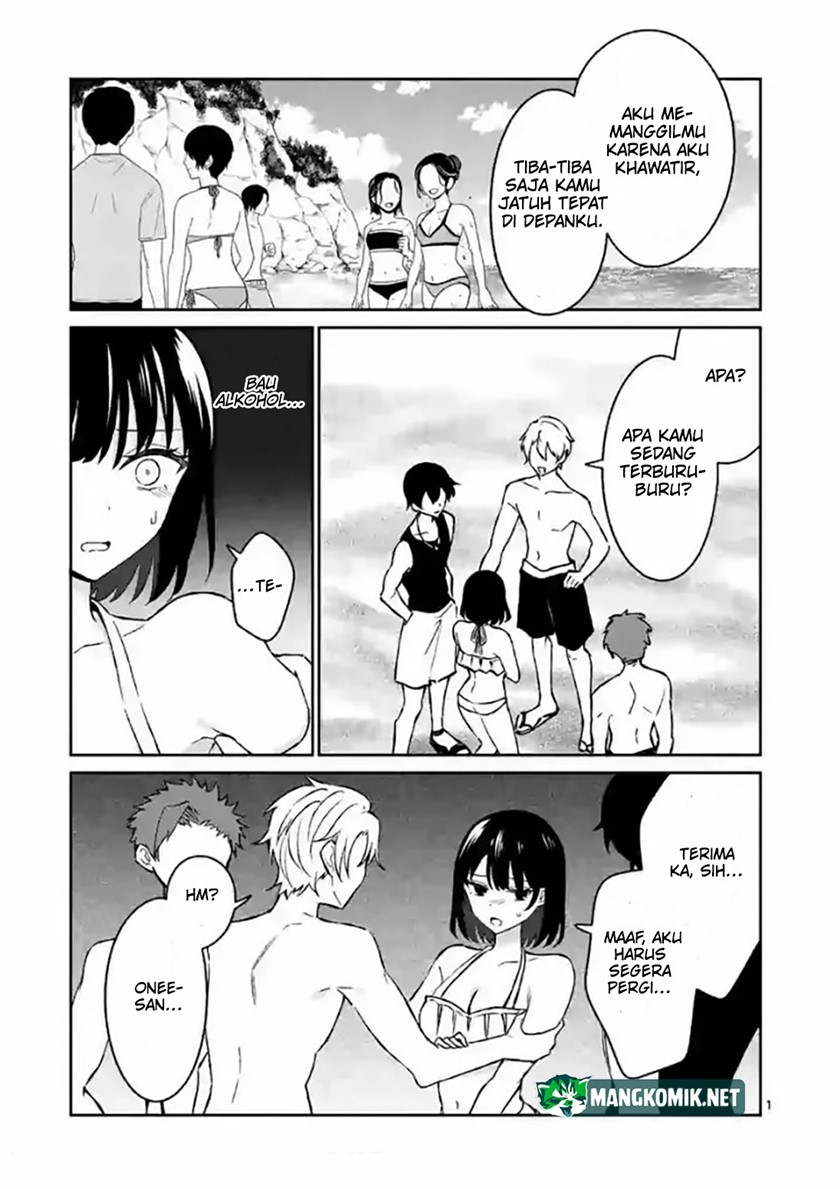 AKU ME-
MANGGILMU
KARENA AKU
KHAWATIR,
TIBA-TIBA
SAJA KAMU
JATUH TEPAT
DI DEPANKU.
APA?
APA KAMU
SEDANG
TERBURU-
BURU?
BAU
ALKOHOL...
...TE-
TERIMA
KA, SIH...
MAAF, AKU
HARUS
SEGERA
PERGI...
HM?
ONEE-
SAN...
MANGKOMIK.NET
1